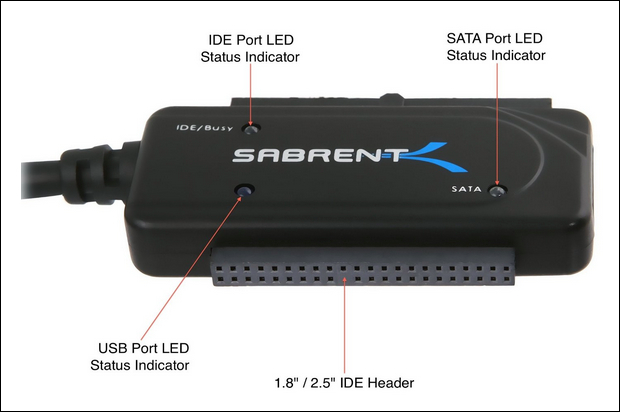 IDE Port LED
Status Indicator
SATA Port LED
Status Indicator
IDE/Busy
SABRENT
SATA
USB Port LED
Status Indicator
1.8" / 2.5" IDE Header